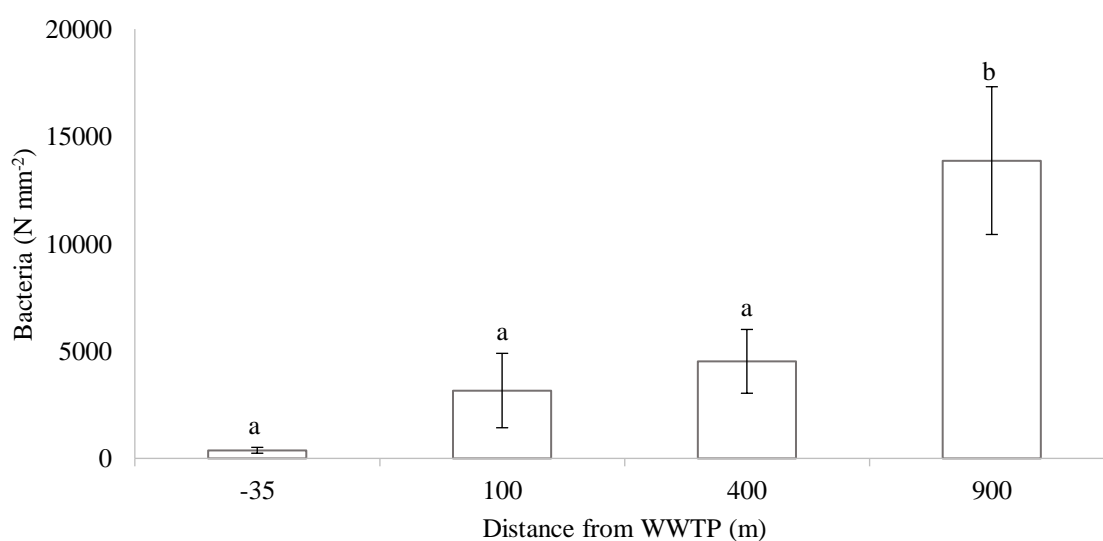 20000
b
15000
Bacteria (N mm-2)
10000
a
a
5000
a
0
-35 100 400 900
Distance from WWTP (m)